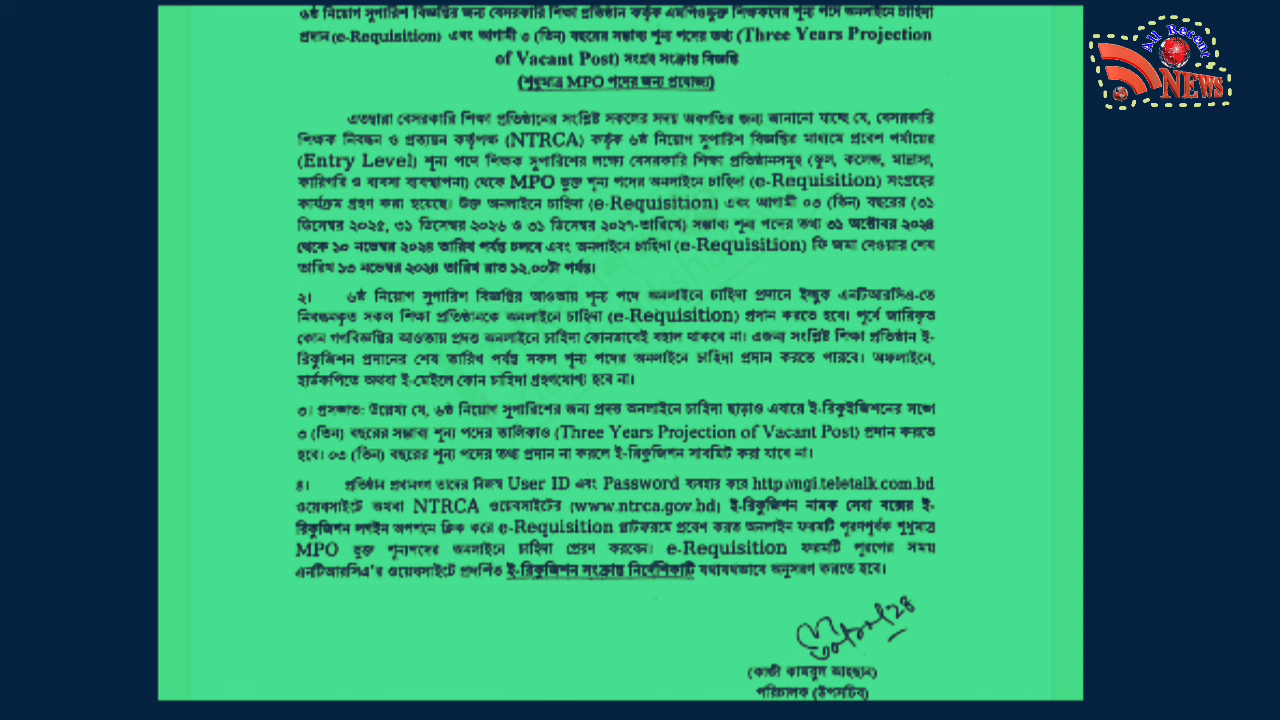 ৬ষ্ঠ নিয়োগ সুপারিশ বিজ্ঞপ্তির জন্য বেসরকারি শিক্ষা প্রতিষ্ঠান কর্তৃক এমপিওভুক্ত শিক্ষকদের শূন্য পদে অনলাইনে চাহিদা
প্রদান (e-Requisition) এবং আগামী ৩ (তিন) বছরের সম্ভাব্য শূন্য পদের তথ্য (Three Years Projection
of Vacant Post) সংগ্রহ সংক্রান্ত বিজ্ঞপ্তি
(শুধুমাত্র MPO পদের জন্য প্রযোজ্য)
All Recent
NEWS
এতদ্বারা বেসরকারি শিক্ষা প্রতিষ্ঠানের সংশ্লিষ্ট সকলের সদয় অবগতির জন্য জানানো যাচ্ছে যে, বেসরকারি
শিক্ষক নিবন্ধন ও প্রত্যয়ন কর্তৃপক্ষ (NTRCA) কর্তৃক ৬ষ্ঠ নিয়োগ সুপারিশ বিজ্ঞপ্তির মাধ্যমে প্রবেশ পর্যায়ের
(Entry Level) শূন্য পদে শিক্ষক সুপারিশের লক্ষ্যে বেসরকারি শিক্ষা প্রতিষ্ঠানসমূহ (স্কুল, কলেজ, মাদ্রাসা,
কারিগরি ও ব্যবসা ব্যবস্থাপনা) থেকে MPO ভুক্ত শূন্য পদের অনলাইনে চাহিদা (e-Requisition) সংগ্রহের
কার্যক্রম গ্রহণ করা হয়েছে। উক্ত অনলাইনে চাহিদা (e-Requisition) এবং আগামী ০৩ (তিন) বছরের (৩১
ডিসেম্বর ২০২৫, ৩১ ডিসেম্বর ২০২৬ ও ৩১ ডিসেম্বর ২০২৭-তারিখে) সম্ভাব্য শূন্য পদের তথ্য ৩১ অক্টোবর ২০২৪
থেকে ১০ নভেম্বর ২০২৪ তারিখ পর্যন্ত চলবে এবং অনলাইনে চাহিদা (e-Requisition) ফি জমা দেওয়ার শেষ
তারিখ ১৩ নভেম্বর ২০২৪ তারিখ রাত ১২.০০টা পর্যন্ত।
২। ৬ষ্ঠ নিয়োগ সুপারিশ বিজ্ঞপ্তির আওতায় শূন্য পদে অনলাইনে চাহিদা প্রদানে ইচ্ছুক এনটিআরসিএ-তে
নিবন্ধনকৃত সকল শিক্ষা প্রতিষ্ঠানকে অনলাইনে চাহিদা (e-Requisition) প্রদান করতে হবে। পূর্বে জারিকৃত
কোন গণবিজ্ঞপ্তির আওতায় প্রদত্ত অনলাইনে চাহিদা কোনভাবেই বহাল থাকবে না। এজন্য সংশ্লিষ্ট শিক্ষা প্রতিষ্ঠান ই-
রিকুজিশন প্রদানের শেষ তারিখ পর্যন্ত সকল শূন্য পদের অনলাইনে চাহিদা প্রদান করতে পারবে। অফলাইনে,
হার্ডকপিতে অথবা ই-মেইলে কোন চাহিদা গ্রহণযোগ্য হবে না।
৩। প্রসঙ্গত: উল্লেখ্য যে, ৬ষ্ঠ নিয়োগ সুপারিশের জন্য প্রদত্ত অনলাইনে চাহিদা ছাড়াও এবারে ই-রিকুইজিশনের সঙ্গে
৩ (তিন) বছরের সম্ভাব্য শূন্য পদের তালিকাও (Three Years Projection of Vacant Post) প্রদান করতে
হবে। ০৩ (তিন) বছরের শূন্য পদের তথ্য প্রদান না করলে ই-রিকুজিশন সাবমিট করা যাবে না।
৪। প্রতিষ্ঠান প্রধানগণ তাদের নিজস্ব User ID এবং Password ব্যবহার করে http://ngi.teletalk.com.bd
ওয়েবসাইটে অথবা NTRCA ওয়েবসাইটের (www.ntrca.gov.bd) ই-রিকুজিশন নামক সেবা বক্সের ই-
রিকুজিশন লগইন অপশনে ক্লিক করে e-Requisition প্লাটফরমে প্রবেশ করত অনলাইন ফরমটি পূরণপূর্বক শুধুমাত্র
MPO ভুক্ত শূন্যপদের অনলাইনে চাহিদা প্রেরণ করবেন। e-Requisition ফরমটি পূরণের সময়
এনটিআরসিএ'র ওয়েবসাইটে প্রদর্শিত ই-রিকুজিশন সংক্রান্ত নির্দেশিকাটি যথাযথভাবে অনুসরণ করতে হবে।
(কাজী কামরুল আহছান)
পরিচালক (উপসচিব)